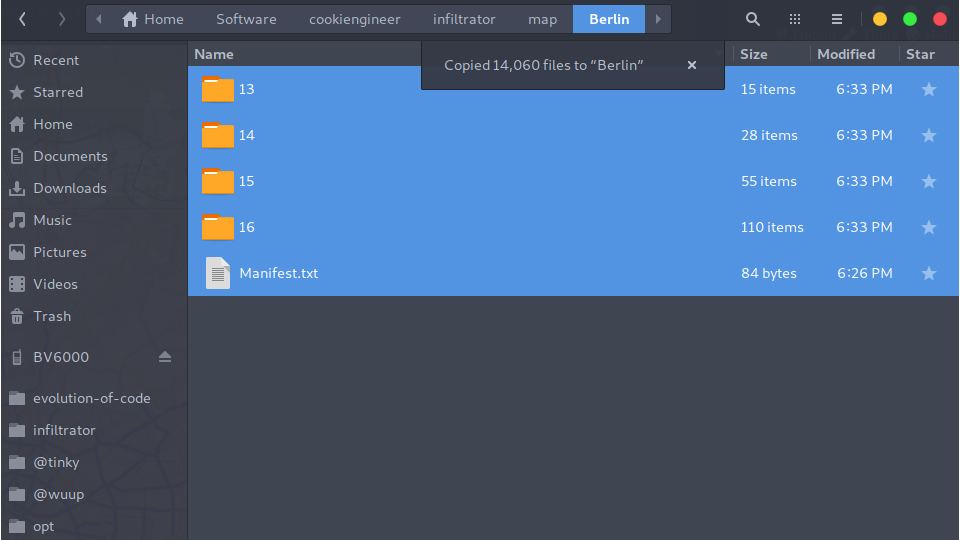 Home Software cookiengineer infiltrator map Berlin
Name Size Modified Star
Copied 14,060 files to “Berlin”
Recent
Starred
Home
Documents
Downloads
Music
Pictures
Videos
Trash
BV6000
evolution-of-code
infiltrator
@tinky
@wuup
opt
13 15 items 6:33 PM
14 28 items 6:33 PM
15 55 items 6:33 PM
16 110 items 6:33 PM
Manifest.txt 84 bytes 6:26 PM